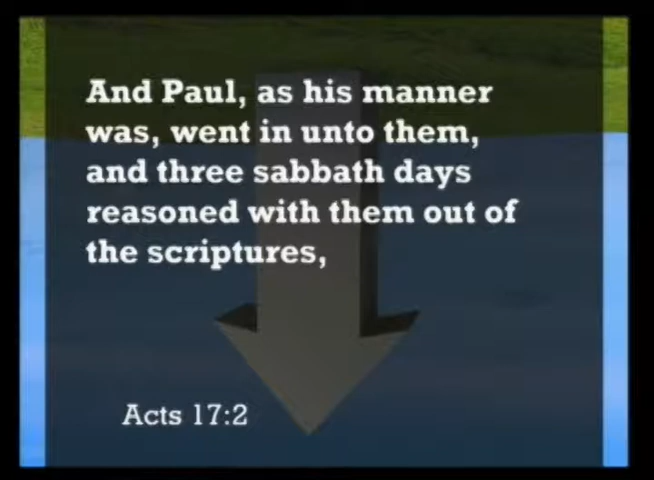 And Paul, as his manner
was, went in unto them,
and three sabbath days
reasoned with them out of
the scriptures,
Acts 17:2